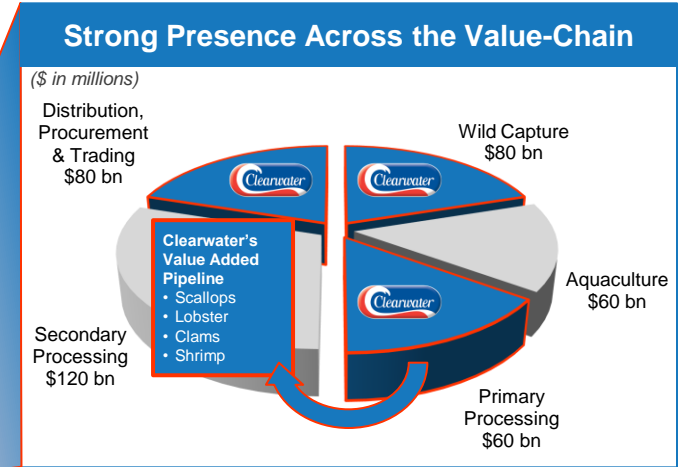 Strong Presence Across the Value-Chain
($ in millions)
Distribution,
Procurement
& Trading
$80 bn
Clearwater
Clearwater
Wild Capture
$80 bn
Clearwater's
Value Added
Pipeline
• Scallops
• Lobster
• Clams
• Shrimp
Clearwater
Aquaculture
$60 bn
Secondary
Processing
$120 bn
Primary
Processing
$60 bn